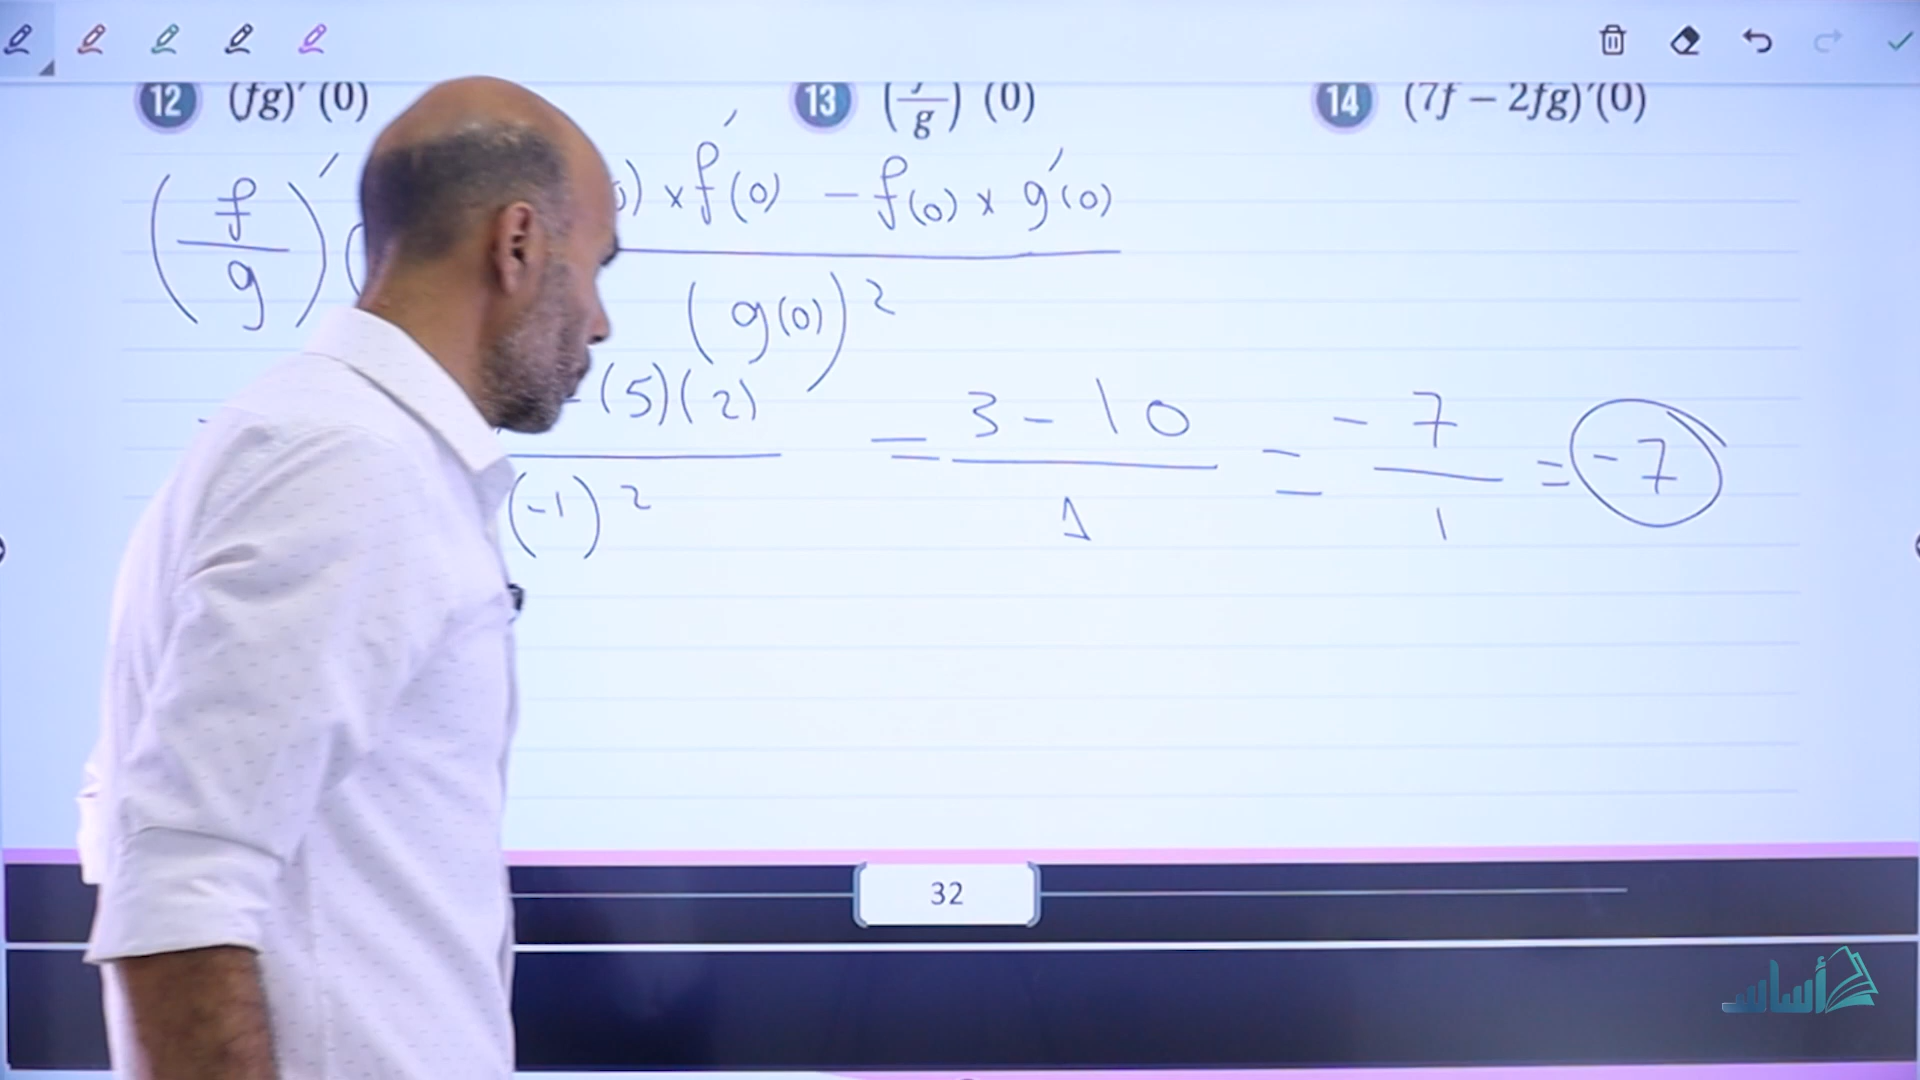 12 (fg)′ (0) 13 (f/g) (0) 14 (7f – 2fg)′(0)
(f/g)′ ( 0) × f′(0) – f(0) × g′(0)
(g(0))²
- (5)(2) = 3 - 10 = - 7 = -7
(-1)² 1 1
32
أساس